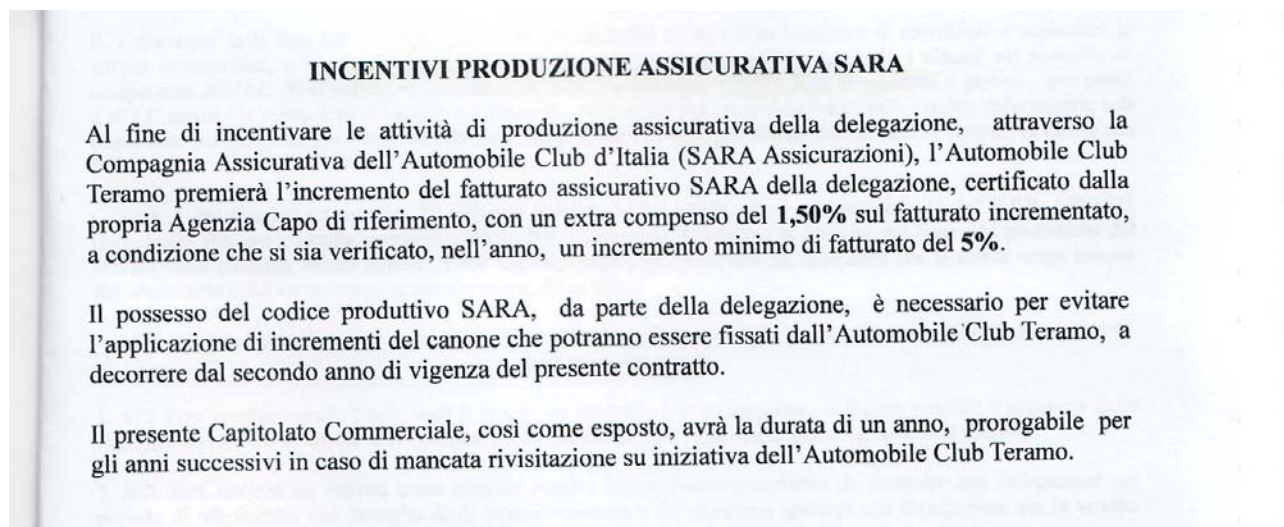 INCENTIVI PRODUZIONE ASSICURATIVA SARA
Al fine di incentivare le attività di produzione assicurativa della delegazione, attraverso la
Compagnia Assicurativa dell'Automobile Club d'Italia (SARA Assicurazioni), l'Automobile Club
Teramo premierà l'incremento del fatturato assicurativo SARA della delegazione, certificato dalla
propria Agenzia Capo di riferimento, con un extra compenso del 1,50% sul fatturato incrementato,
a condizione che si sia verificato, nell'anno, un incremento minimo di fatturato del 5%.
Il possesso del codice produttivo SARA, da parte della delegazione, è necessario per evitare
l'applicazione di incrementi del canone che potranno essere fissati dall'Automobile Club Teramo, a
decorrere dal secondo anno di vigenza del presente contratto.
Il presente Capitolato Commerciale, così come esposto, avrà la durata di un anno, prorogabile per
gli anni successivi in caso di mancata rivisitazione su iniziativa dell'Automobile Club Teramo.